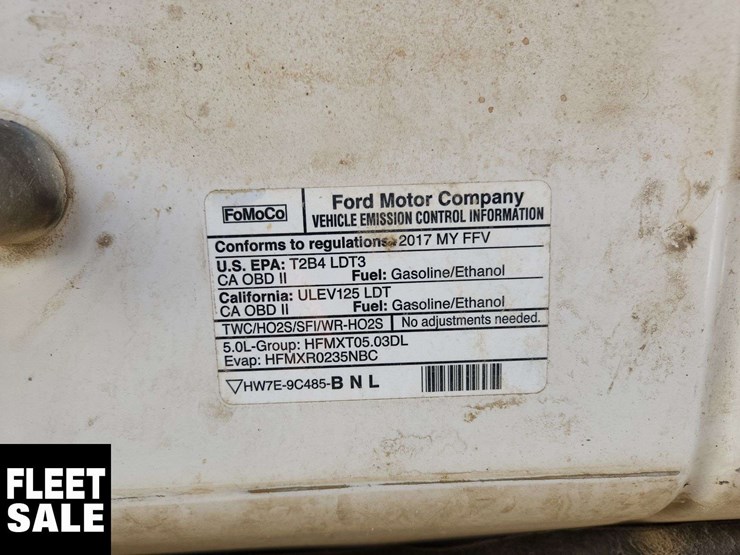 FoMoCo
Ford Motor Company
VEHICLE EMISSION CONTROL INFORMATION
Conforms to regulations: 2017 MY FFV
U.S. EPA: T2B4 LDT3
CA OBD II Fuel: Gasoline/Ethanol
California: ULEV125 LDT
CA OBD II Fuel: Gasoline/Ethanol
TWC/HO2S/SFI/WR-HO2S No adjustments needed.
5.0L-Group: HFMXT05.03DL
Evap: HFMXR0235NBC
HW7E-9C485-B N L
FLEET
SALE